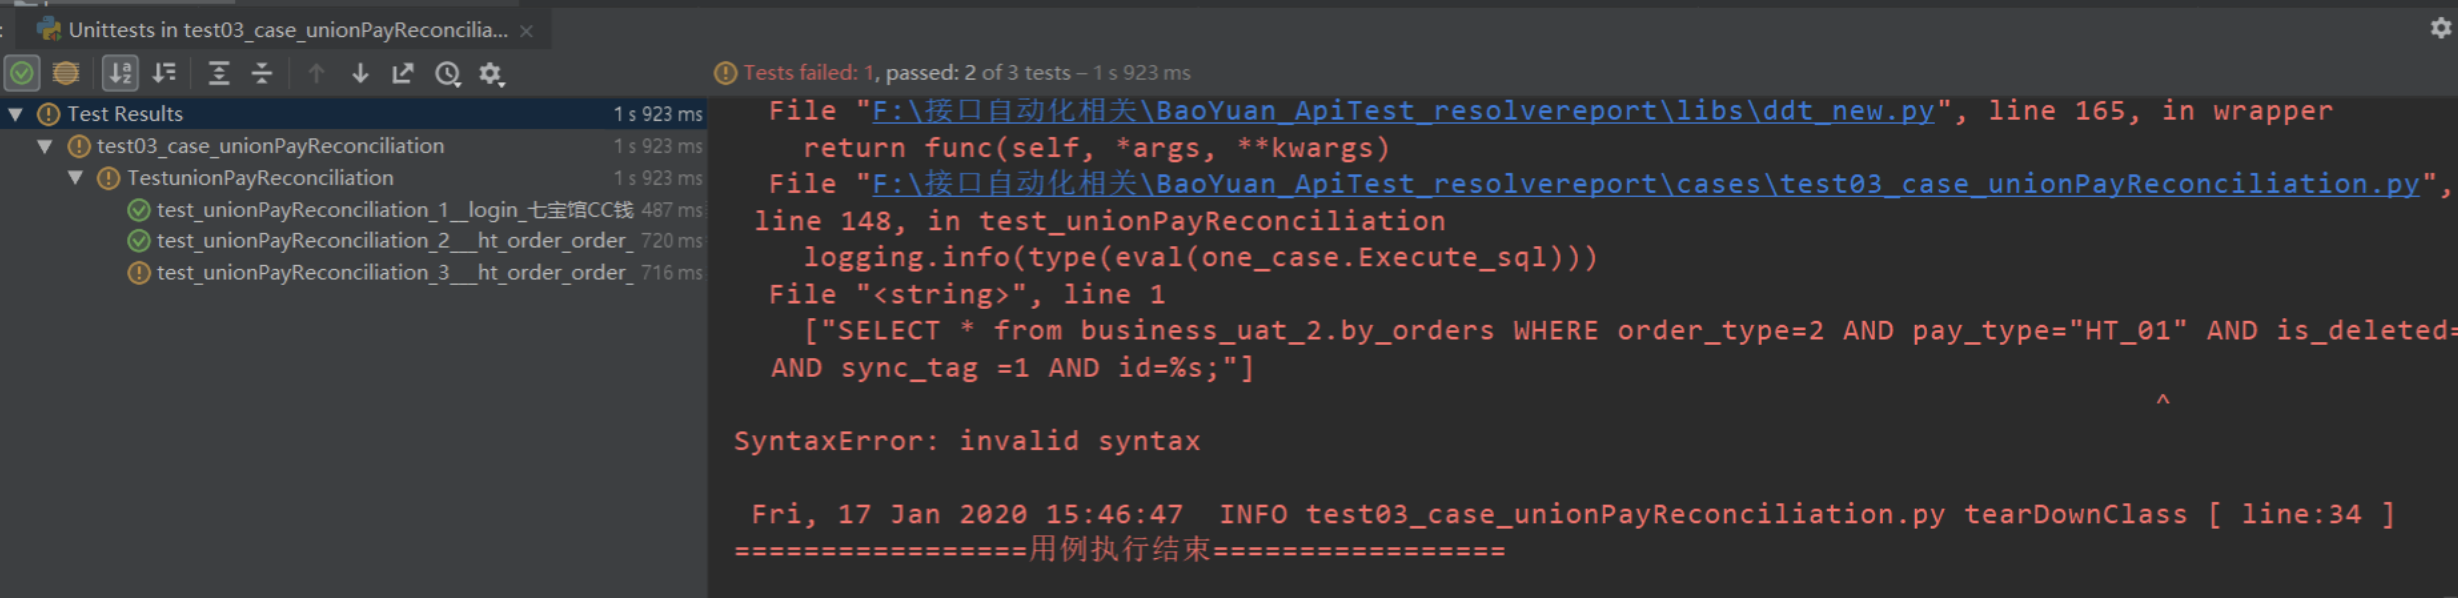 Unittests in test03_case_unionPayReconcilia...
Tests failed: 1, passed: 2 of 3 tests – 1 s 923 ms
Test Results 1 s 923 ms
test03_case_unionPayReconciliation 1 s 923 ms
TestunionPayReconciliation 1 s 923 ms
test_unionPayReconciliation_1__login_七宝馆CC钱 487 ms
test_unionPayReconciliation_2___ht_order_order_ 720 ms
test_unionPayReconciliation_3___ht_order_order_ 716 ms
File "F:\接口自动化相关\BaoYuan_ApiTest_resolvereport\libs\ddt_new.py", line 165, in wrapper
return func(self, *args, **kwargs)
File "F:\接口自动化相关\BaoYuan_ApiTest_resolvereport\cases\test03_case_unionPayReconciliation.py",
line 148, in test_unionPayReconciliation
logging.info(type(eval(one_case.Execute_sql)))
File "<string>", line 1
["SELECT * from business_uat_2.by_orders WHERE order_type=2 AND pay_type="HT_01" AND is_deleted=
AND sync_tag =1 AND id=%s;"]
^
SyntaxError: invalid syntax
Fri, 17 Jan 2020 15:46:47 INFO test03_case_unionPayReconciliation.py tearDownClass [ line:34 ]
=================用例执行结束=================